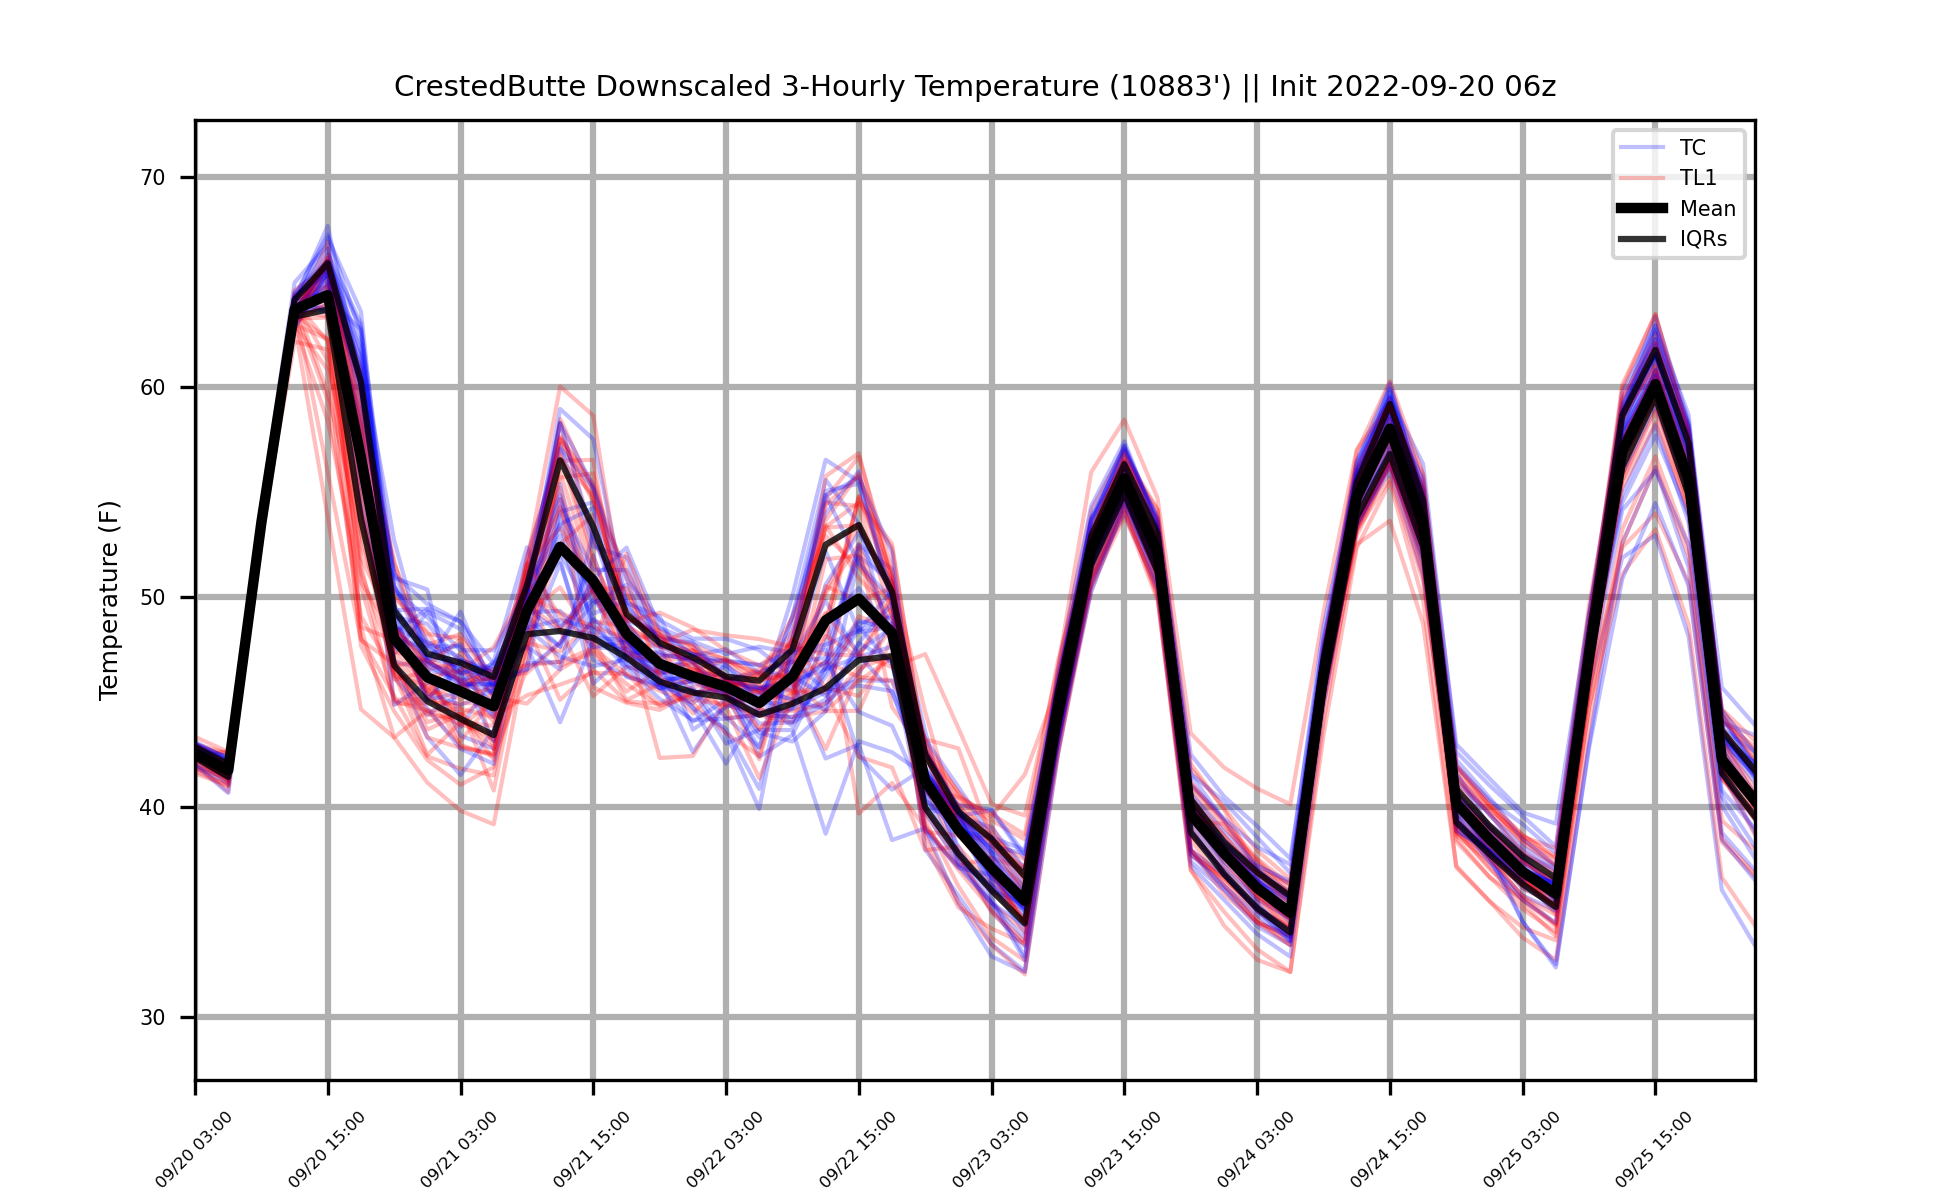 CrestedButte Downscaled 3-Hourly Temperature (10883') || Init 2022-09-20 06z
TC
TL1
Mean
IQRs
Temperature (F)
70
60
50
40
30
09/20 03:00
09/20 15:00
09/21 03:00
09/21 15:00
09/22 03:00
09/22 15:00
09/23 03:00
09/23 15:00
09/24 03:00
09/24 15:00
09/25 03:00
09/25 15:00